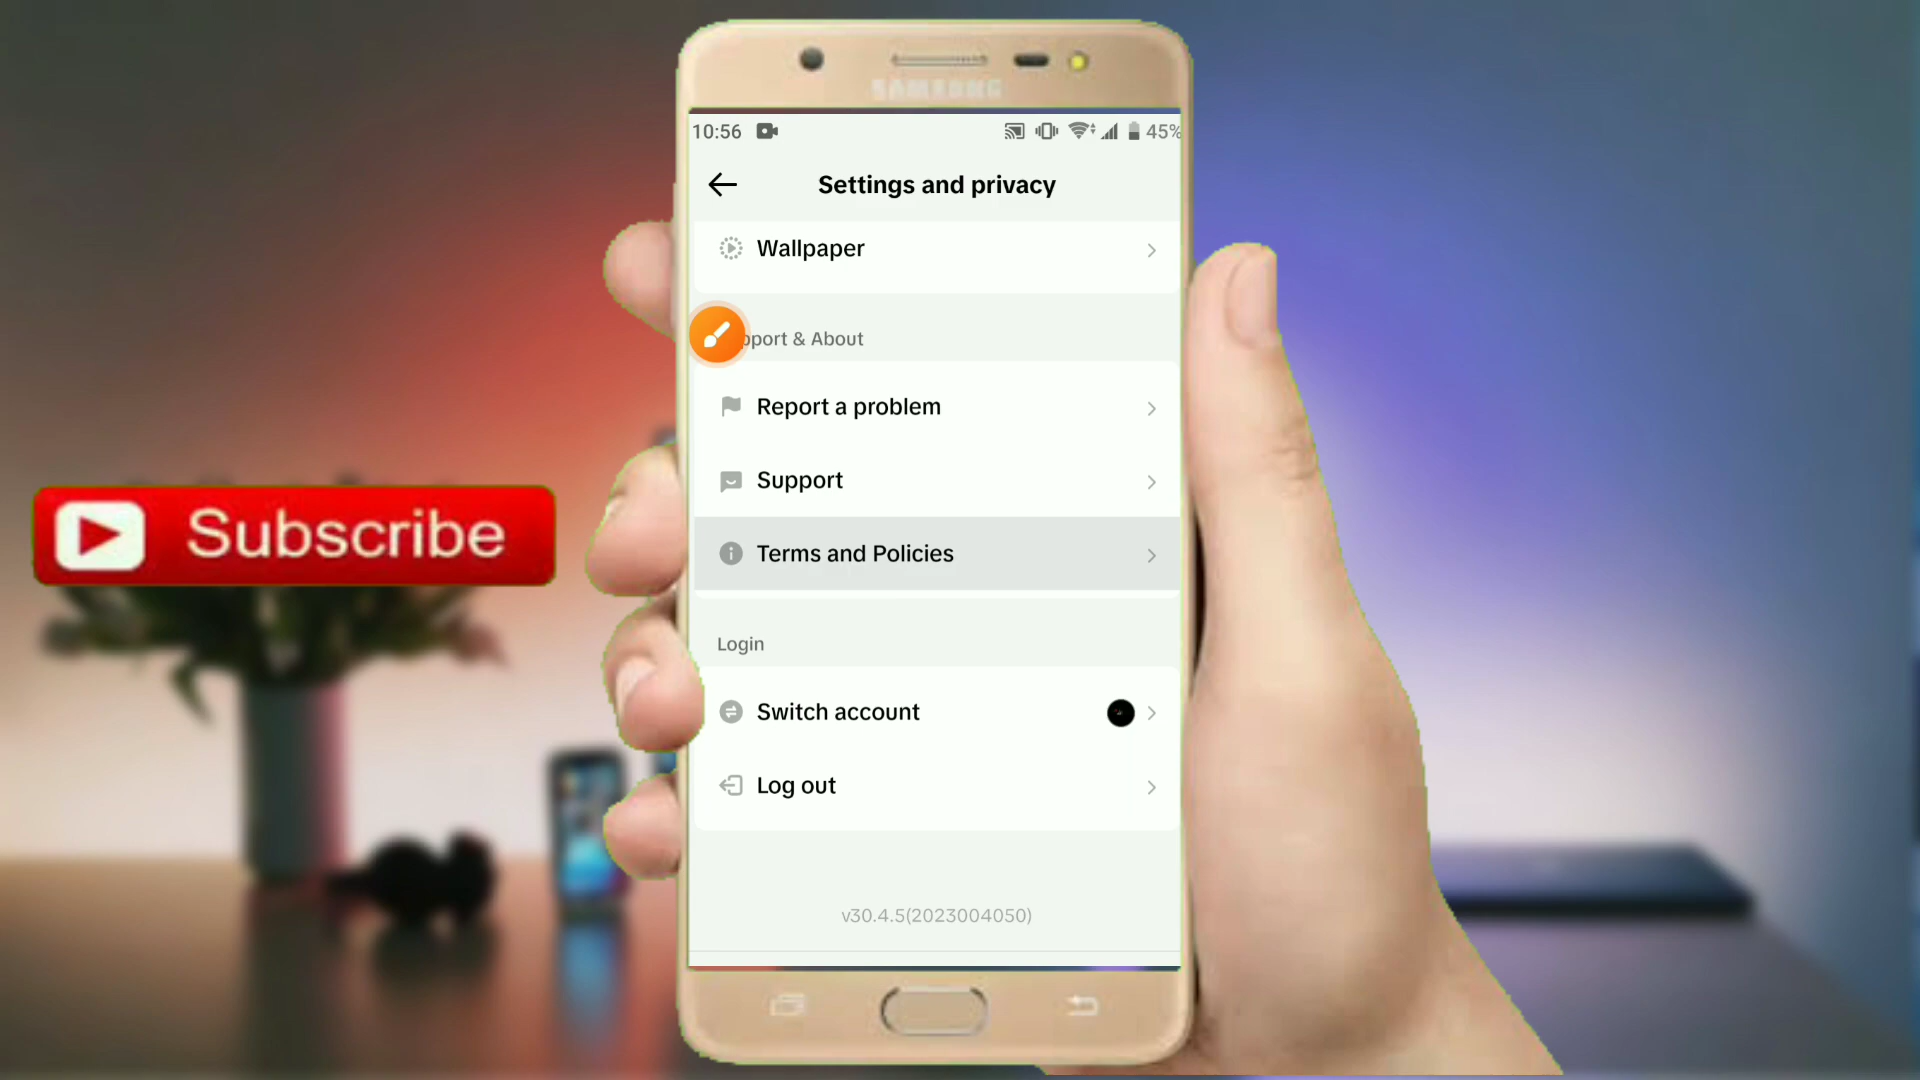 SAMSUNG
10:56
45%
Settings and privacy
Wallpaper
pport & About
Report a problem
Subscribe
Support
Terms and Policies
Login
Switch account
Log out
v30.4.5(2023004050)